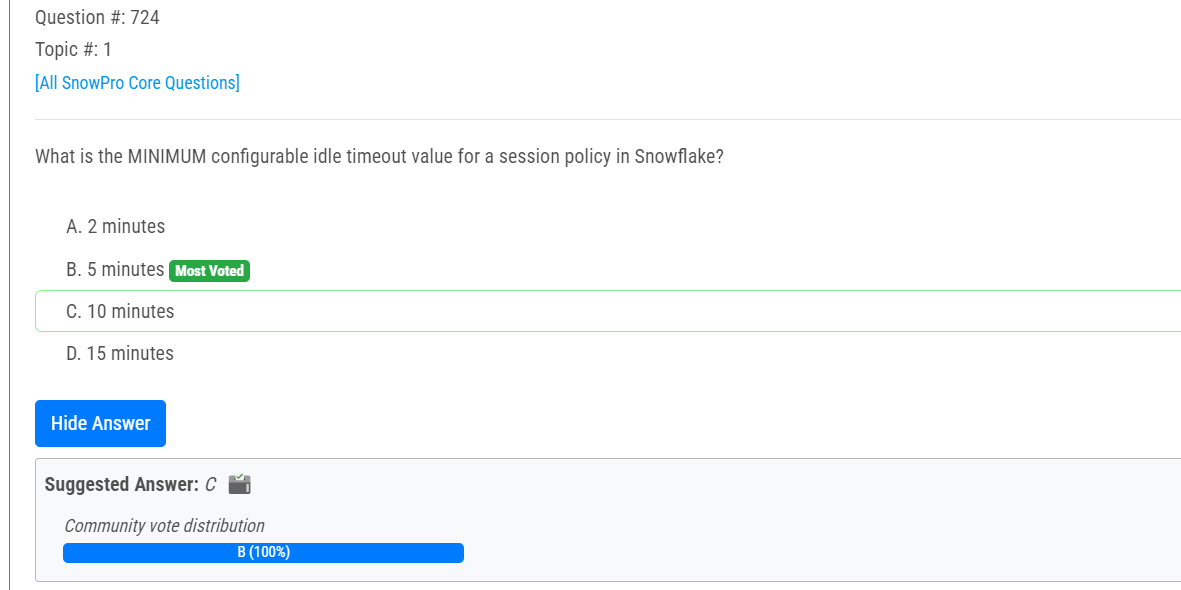 Question #: 724
Topic #: 1
[All SnowPro Core Questions]
What is the MINIMUM configurable idle timeout value for a session policy in Snowflake?
A. 2 minutes
B. 5 minutes Most Voted
C. 10 minutes
D. 15 minutes
Hide Answer
Suggested Answer: C
Community vote distribution
B (100%)